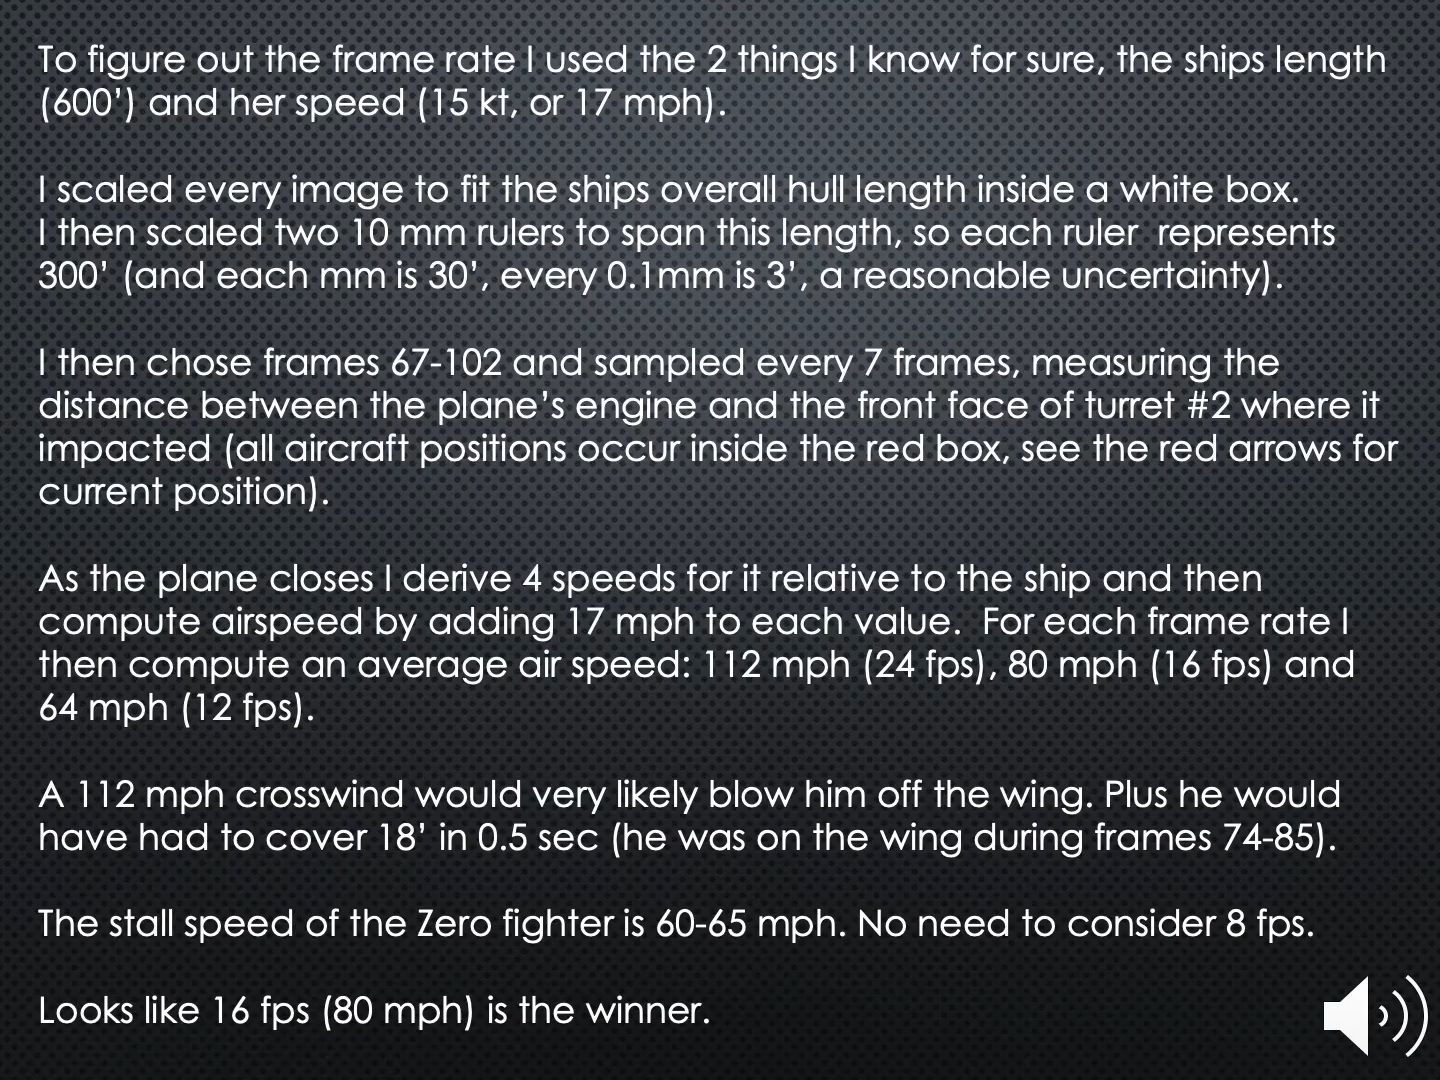 To figure out the frame rate I used the 2 things I know for sure, the ships length
(600’) and her speed (15 kt, or 17 mph).
I scaled every image to fit the ships overall hull length inside a white box.
I then scaled two 10 mm rulers to span this length, so each ruler  represents
300’ (and each mm is 30’, every 0.1mm is 3’, a reasonable uncertainty).
I then chose frames 67-102 and sampled every 7 frames, measuring the
distance between the plane’s engine and the front face of turret #2 where it
impacted (all aircraft positions occur inside the red box, see the red arrows for
current position).
As the plane closes I derive 4 speeds for it relative to the ship and then
compute airspeed by adding 17 mph to each value.  For each frame rate I
then compute an average air speed: 112 mph (24 fps), 80 mph (16 fps) and
64 mph (12 fps).
A 112 mph crosswind would very likely blow him off the wing. Plus he would
have had to cover 18’ in 0.5 sec (he was on the wing during frames 74-85).
The stall speed of the Zero fighter is 60-65 mph. No need to consider 8 fps.
Looks like 16 fps (80 mph) is the winner.